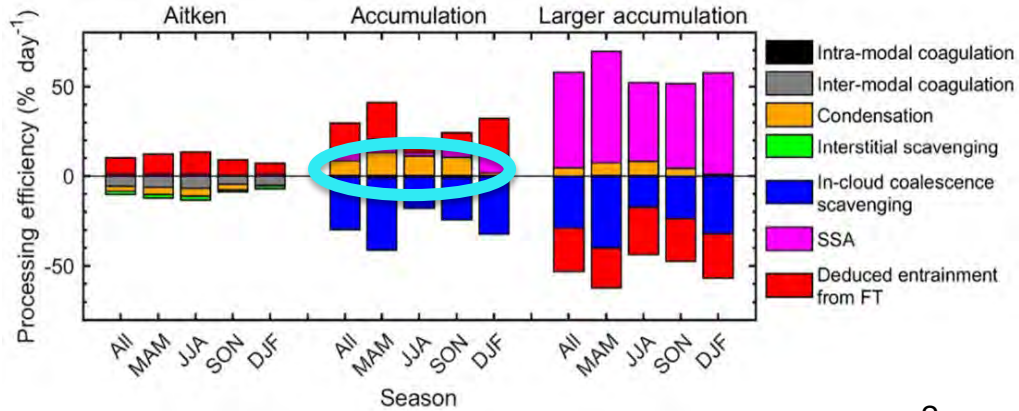 Aitken Accumulation Larger accumulation
Processing efficiency (% day-1)
50
0
-50
All MAM JJA SON DJF All MAM JJA SON DJF All MAM JJA SON DJF
Season
Intra-modal coagulation
Inter-modal coagulation
Condensation
Interstitial scavenging
In-cloud coalescence
scavenging
SSA
Deduced entrainment
from FT